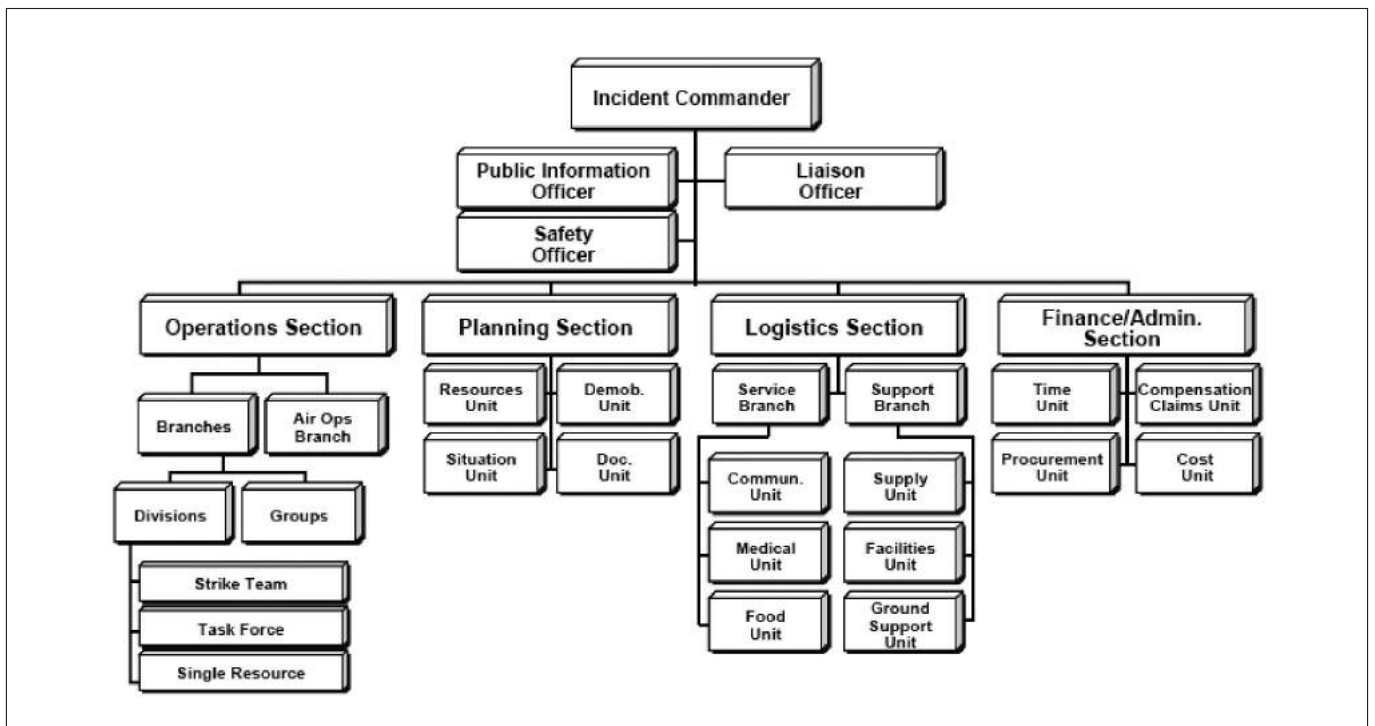 Incident Commander
Public Information
Officer
Liaison
Officer
Safety
Officer
Operations Section
Planning Section
Logistics Section
Finance/Admin.
Section
Branches
Air Ops
Branch
Divisions
Groups
Strike Team
Task Force
Single Resource
Resources
Unit
Demob.
Unit
Situation
Unit
Doc.
Unit
Service
Branch
Support
Branch
Commun.
Unit
Supply
Unit
Medical
Unit
Facilities
Unit
Food
Unit
Ground
Support
Unit
Time
Unit
Compensation
Claims Unit
Procurement
Unit
Cost
Unit